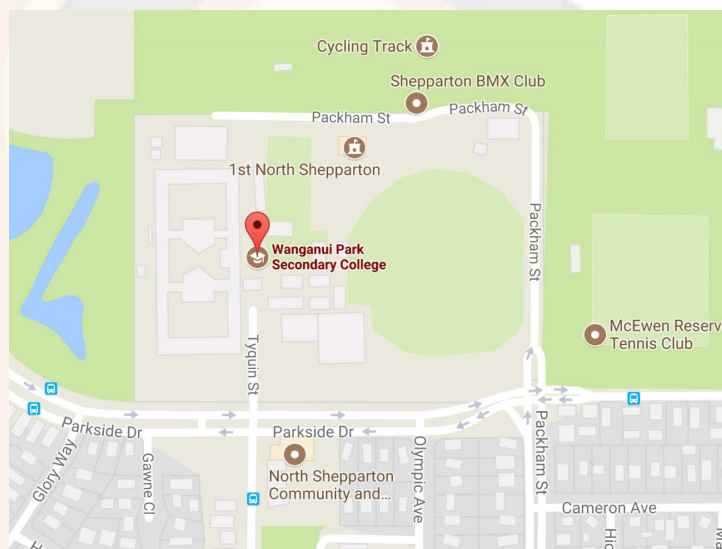 Cycling Track
Shepparton BMX Club
Packham St
Packham St
1st North Shepparton
Packham St
Wanganui Park
Secondary College
McEwen Reserv
Tennis Club
Tyquin St
Parkside Dr
Parkside Dr
Glory Way
Gawne Cl
Olympic Ave
Packham St
North Shepparton
Community and...
Cameron Ave